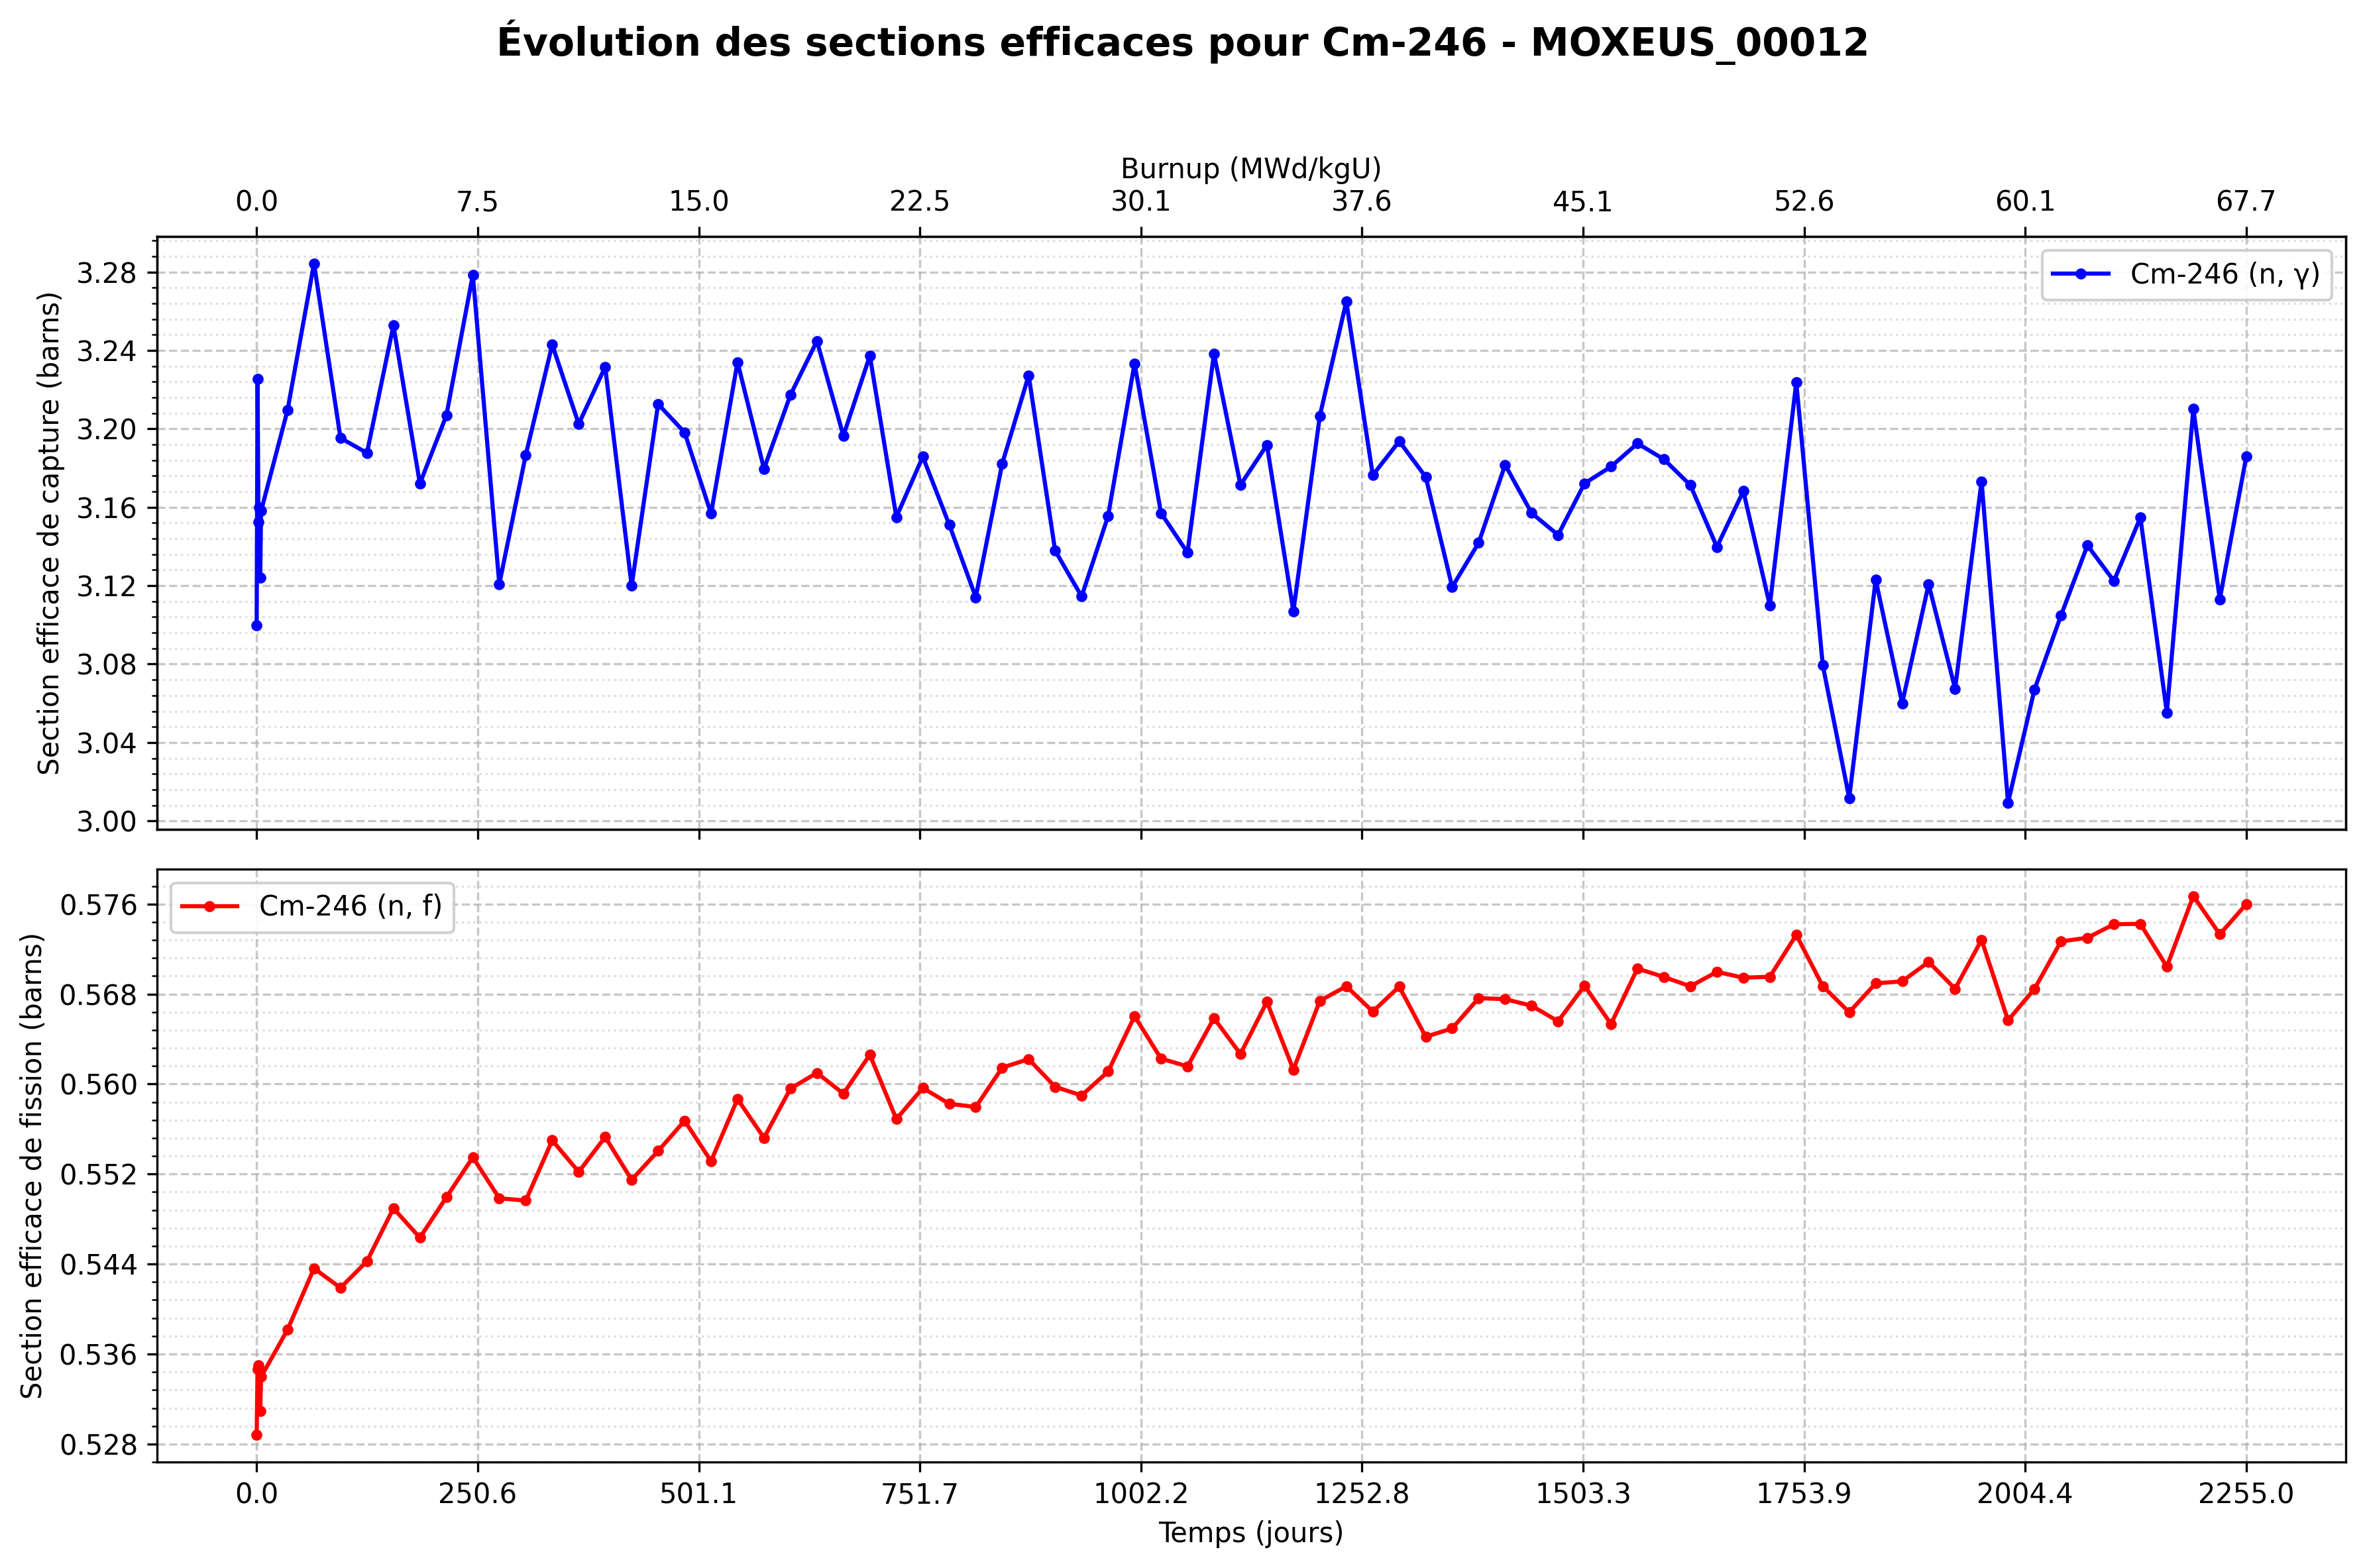 Évolution des sections efficaces pour Cm-246 - MOXEUS_00012
Burnup (MWd/kgU)
0.0 7.5 15.0 22.5 30.1 37.6 45.1 52.6 60.1 67.7
Section efficace de capture (barns)
3.28
3.24
3.20
3.16
3.12
3.08
3.04
3.00
Cm-246 (n, γ)
Section efficace de fission (barns)
0.576
0.568
0.560
0.552
0.544
0.536
0.528
Cm-246 (n, f)
0.0 250.6 501.1 751.7 1002.2 1252.8 1503.3 1753.9 2004.4 2255.0
Temps (jours)